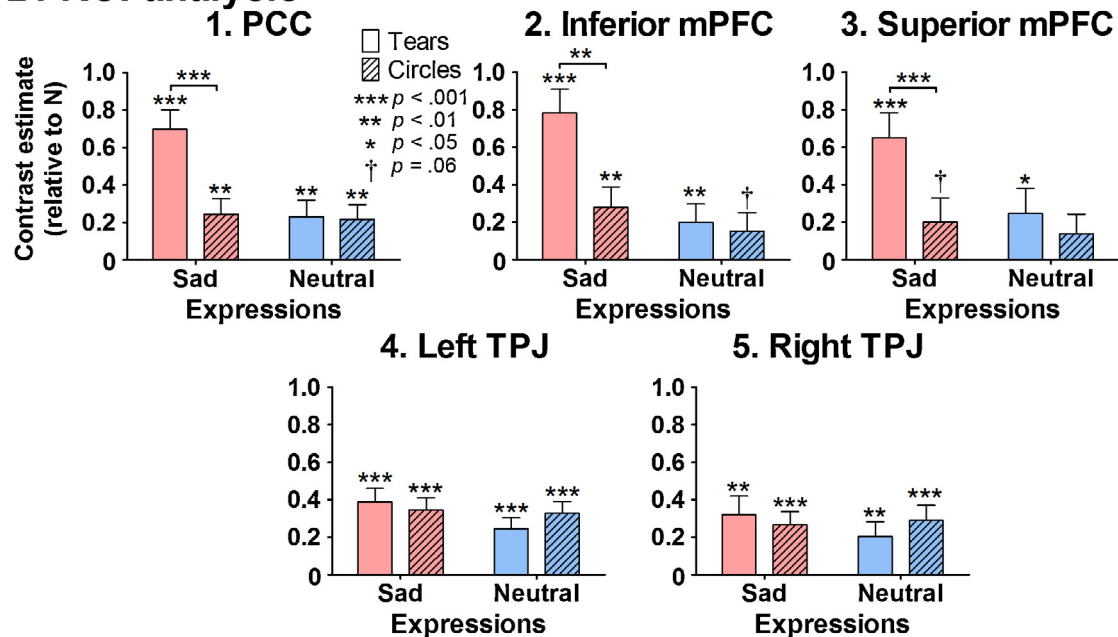 1. PCC
Tears
Circles
*** p < .001
** p < .01
* p < .05
† p = .06
Contrast estimate
(relative to N)
1.0
0.8
0.6
0.4
0.2
0
***
***
**
**
**
Sad
Neutral
Expressions
2. Inferior mPFC
1.0
0.8
0.6
0.4
0.2
0
**
***
**
**
†
Sad
Neutral
Expressions
3. Superior mPFC
1.0
0.8
0.6
0.4
0.2
0
***
***
†
*
Sad
Neutral
Expressions
4. Left TPJ
1.0
0.8
0.6
0.4
0.2
0
***
***
***
***
Sad
Neutral
Expressions
5. Right TPJ
1.0
0.8
0.6
0.4
0.2
0
**
***
**
***
Sad
Neutral
Expressions